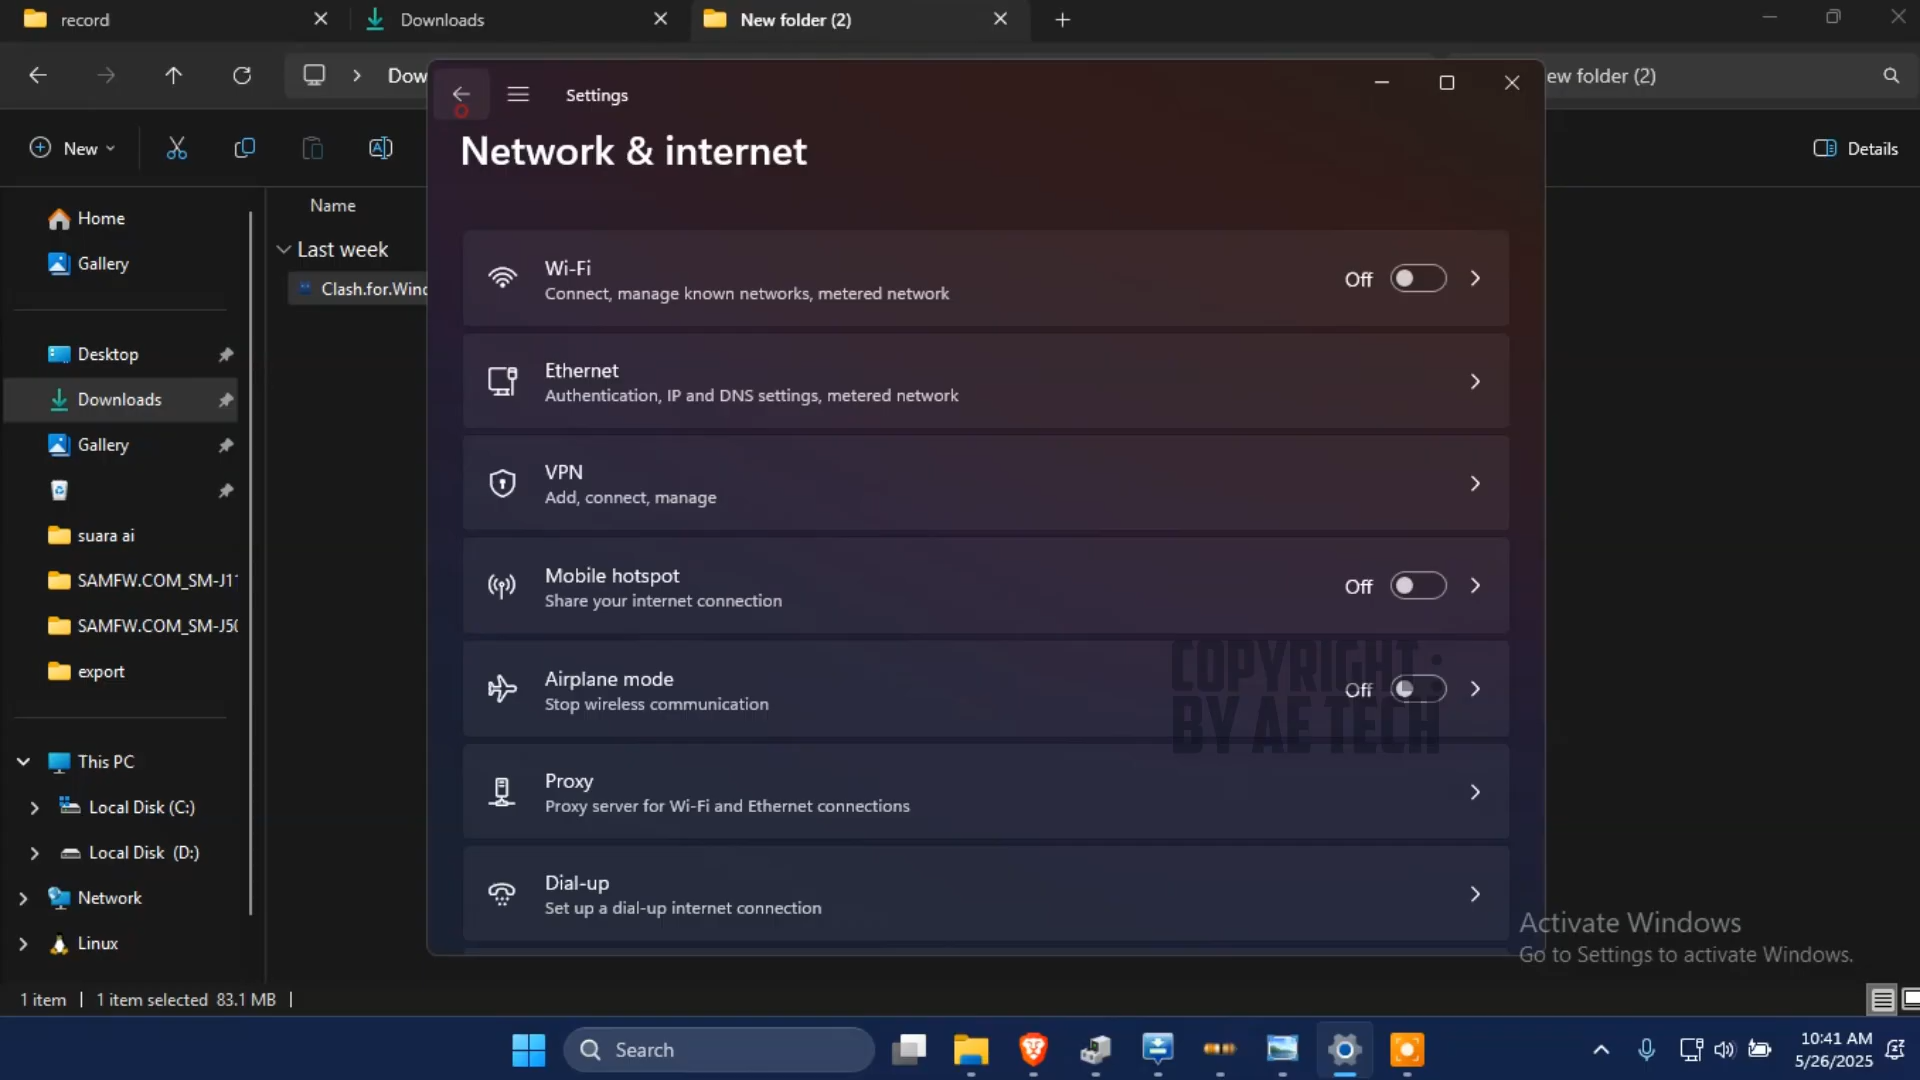 record
Downloads
New folder (2)
Dow
ew folder (2)
New
Details
Home
Gallery
Desktop
Downloads
Gallery
suara ai
SAMFW.COM_SM-J1
SAMFW.COM_SM-J50
export
This PC
Local Disk (C:)
Local Disk (D:)
Network
Linux
Name
Last week
Clash.for.Wind
Settings
Network & internet
Wi-Fi
Connect, manage known networks, metered network
Off
Ethernet
Authentication, IP and DNS settings, metered network
VPN
Add, connect, manage
Mobile hotspot
Share your internet connection
Off
Airplane mode
Stop wireless communication
Off
COPYRIGHT :
BY AE TECH
Proxy
Proxy server for Wi-Fi and Ethernet connections
Dial-up
Set up a dial-up internet connection
Activate Windows
Go to Settings to activate Windows.
1 item
1 item selected 83.1 MB
Search
10:41 AM
5/26/2025